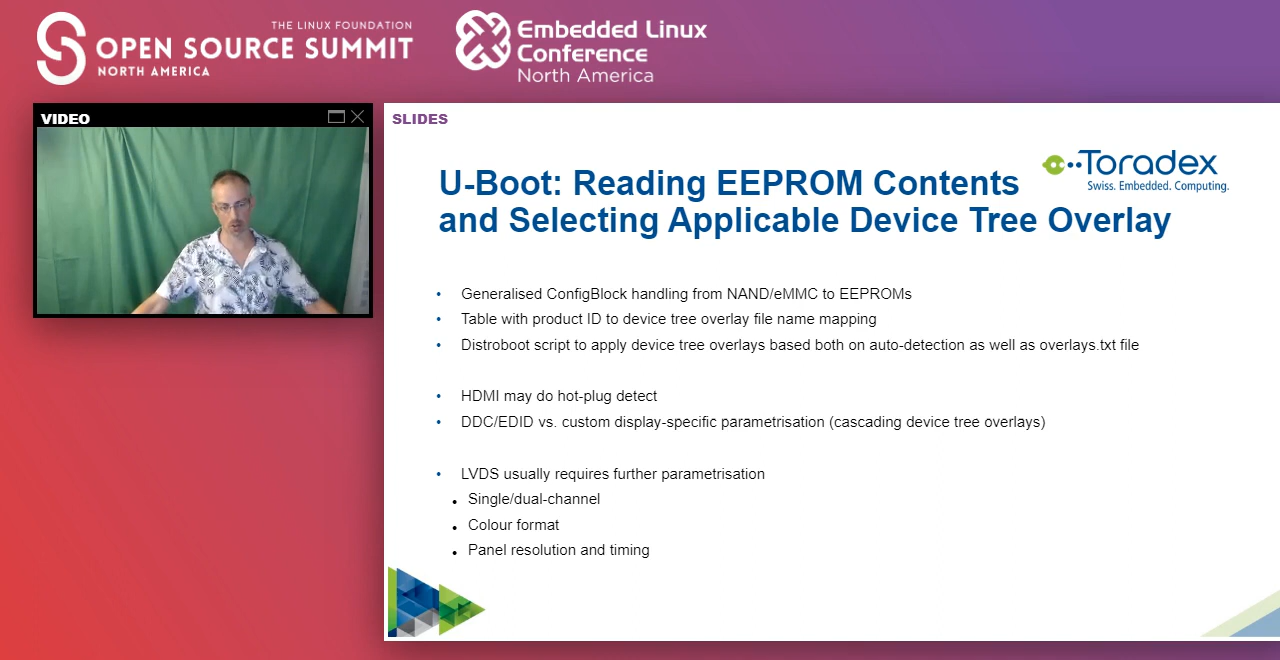 THE LINUX FOUNDATION
OPEN SOURCE SUMMIT
NORTH AMERICA
Embedded Linux
Conference
North America
VIDEO
SLIDES
Toradex
Swiss. Embedded. Computing.
U-Boot: Reading EEPROM Contents
and Selecting Applicable Device Tree Overlay
• Generalised ConfigBlock handling from NAND/eMMC to EEPROMs
• Table with product ID to device tree overlay file name mapping
• Distroboot script to apply device tree overlays based both on auto-detection as well as overlays.txt file
• HDMI may do hot-plug detect
• DDC/EDID vs. custom display-specific parametrisation (cascading device tree overlays)
• LVDS usually requires further parametrisation
• Single/dual-channel
• Colour format
• Panel resolution and timing